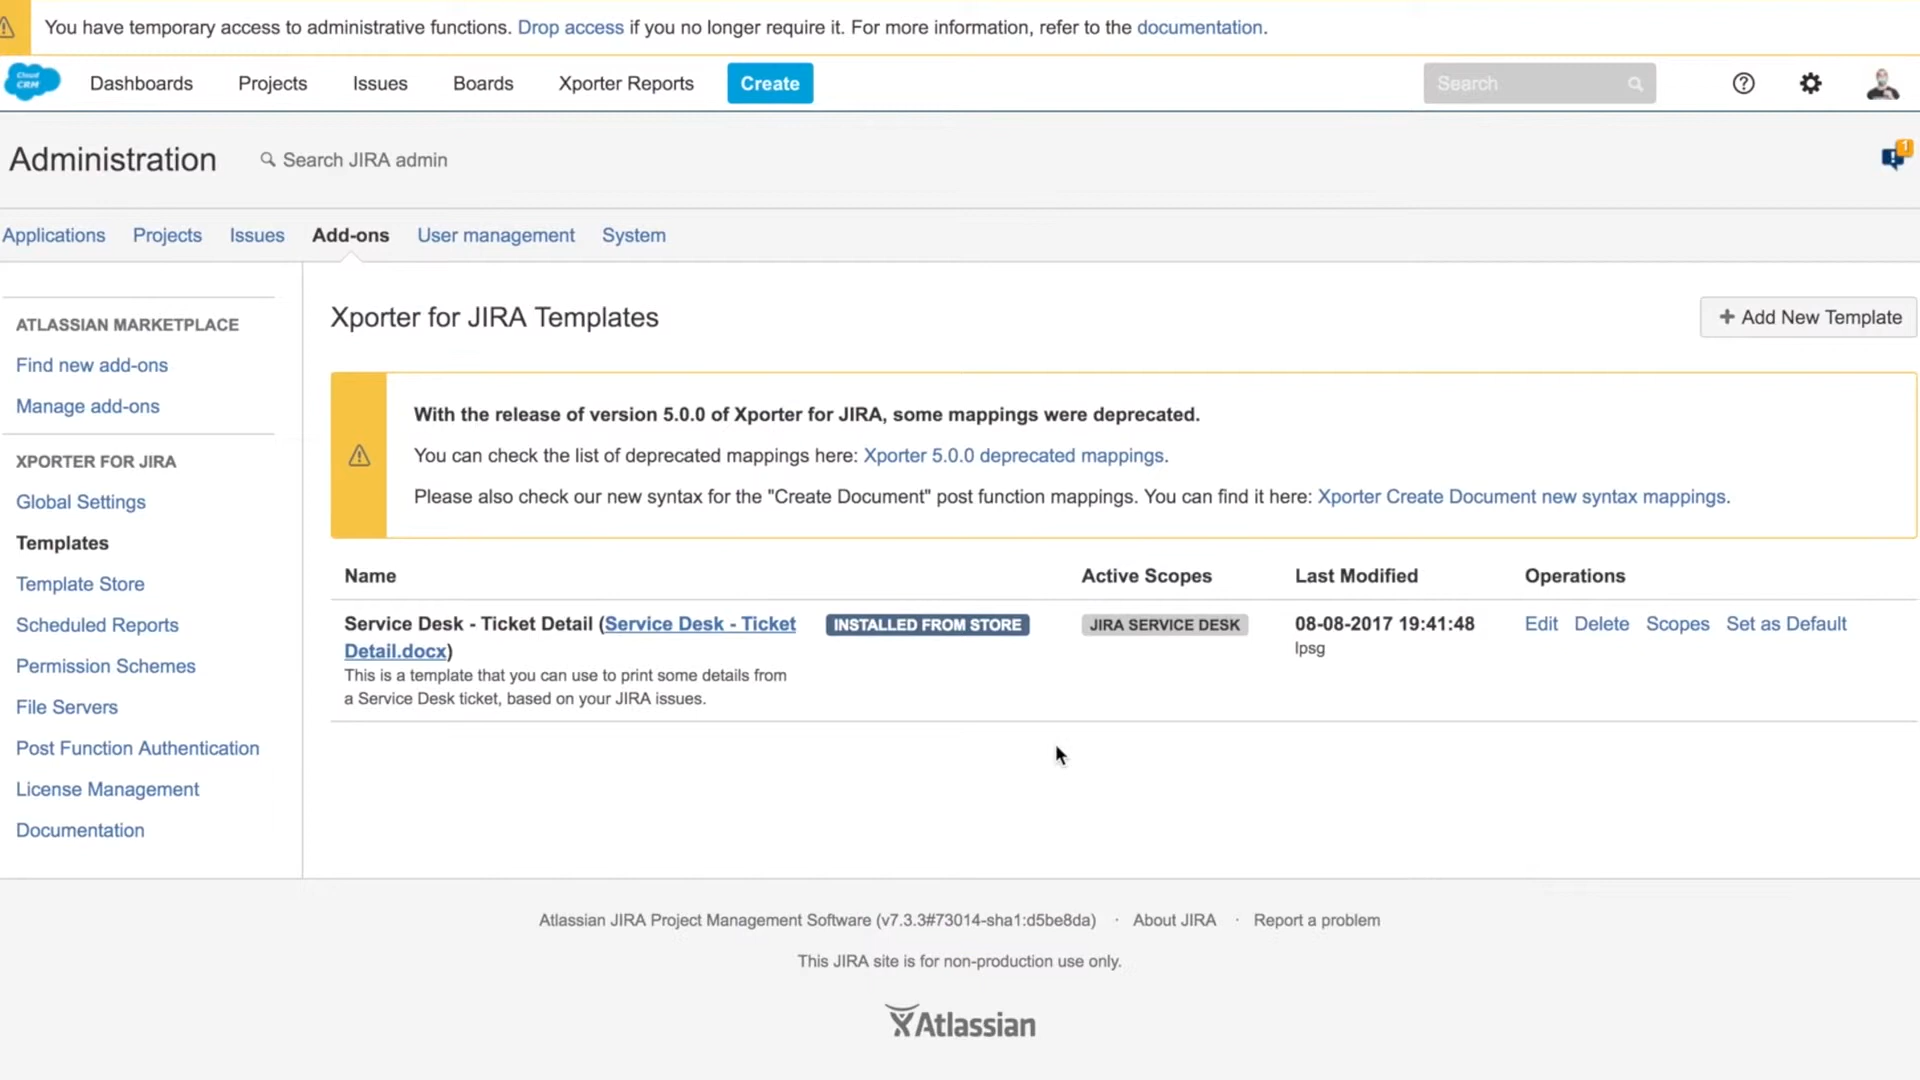 You have temporary access to administrative functions. Drop access if you no longer require it. For more information, refer to the documentation.
Cloud CRM
Dashboards Projects Issues Boards Xporter Reports Create Search
Administration Search JIRA admin
1
Applications Projects Issues Add-ons User management System
ATLASSIAN MARKETPLACE
Find new add-ons
Manage add-ons
XPORTER FOR JIRA
Global Settings
Templates
Template Store
Scheduled Reports
Permission Schemes
File Servers
Post Function Authentication
License Management
Documentation
Xporter for JIRA Templates
+ Add New Template
With the release of version 5.0.0 of Xporter for JIRA, some mappings were deprecated.
You can check the list of deprecated mappings here: Xporter 5.0.0 deprecated mappings.
Please also check our new syntax for the "Create Document" post function mappings. You can find it here: Xporter Create Document new syntax mappings.
Name Active Scopes Last Modified Operations
Service Desk - Ticket Detail (Service Desk - Ticket INSTALLED FROM STORE JIRA SERVICE DESK 08-08-2017 19:41:48 Edit Delete Scopes Set as Default
Detail.docx) lpsg
This is a template that you can use to print some details from
a Service Desk ticket, based on your JIRA issues.
Atlassian JIRA Project Management Software (v7.3.3#73014-sha1:d5be8da) · About JIRA · Report a problem
This JIRA site is for non-production use only.
Atlassian